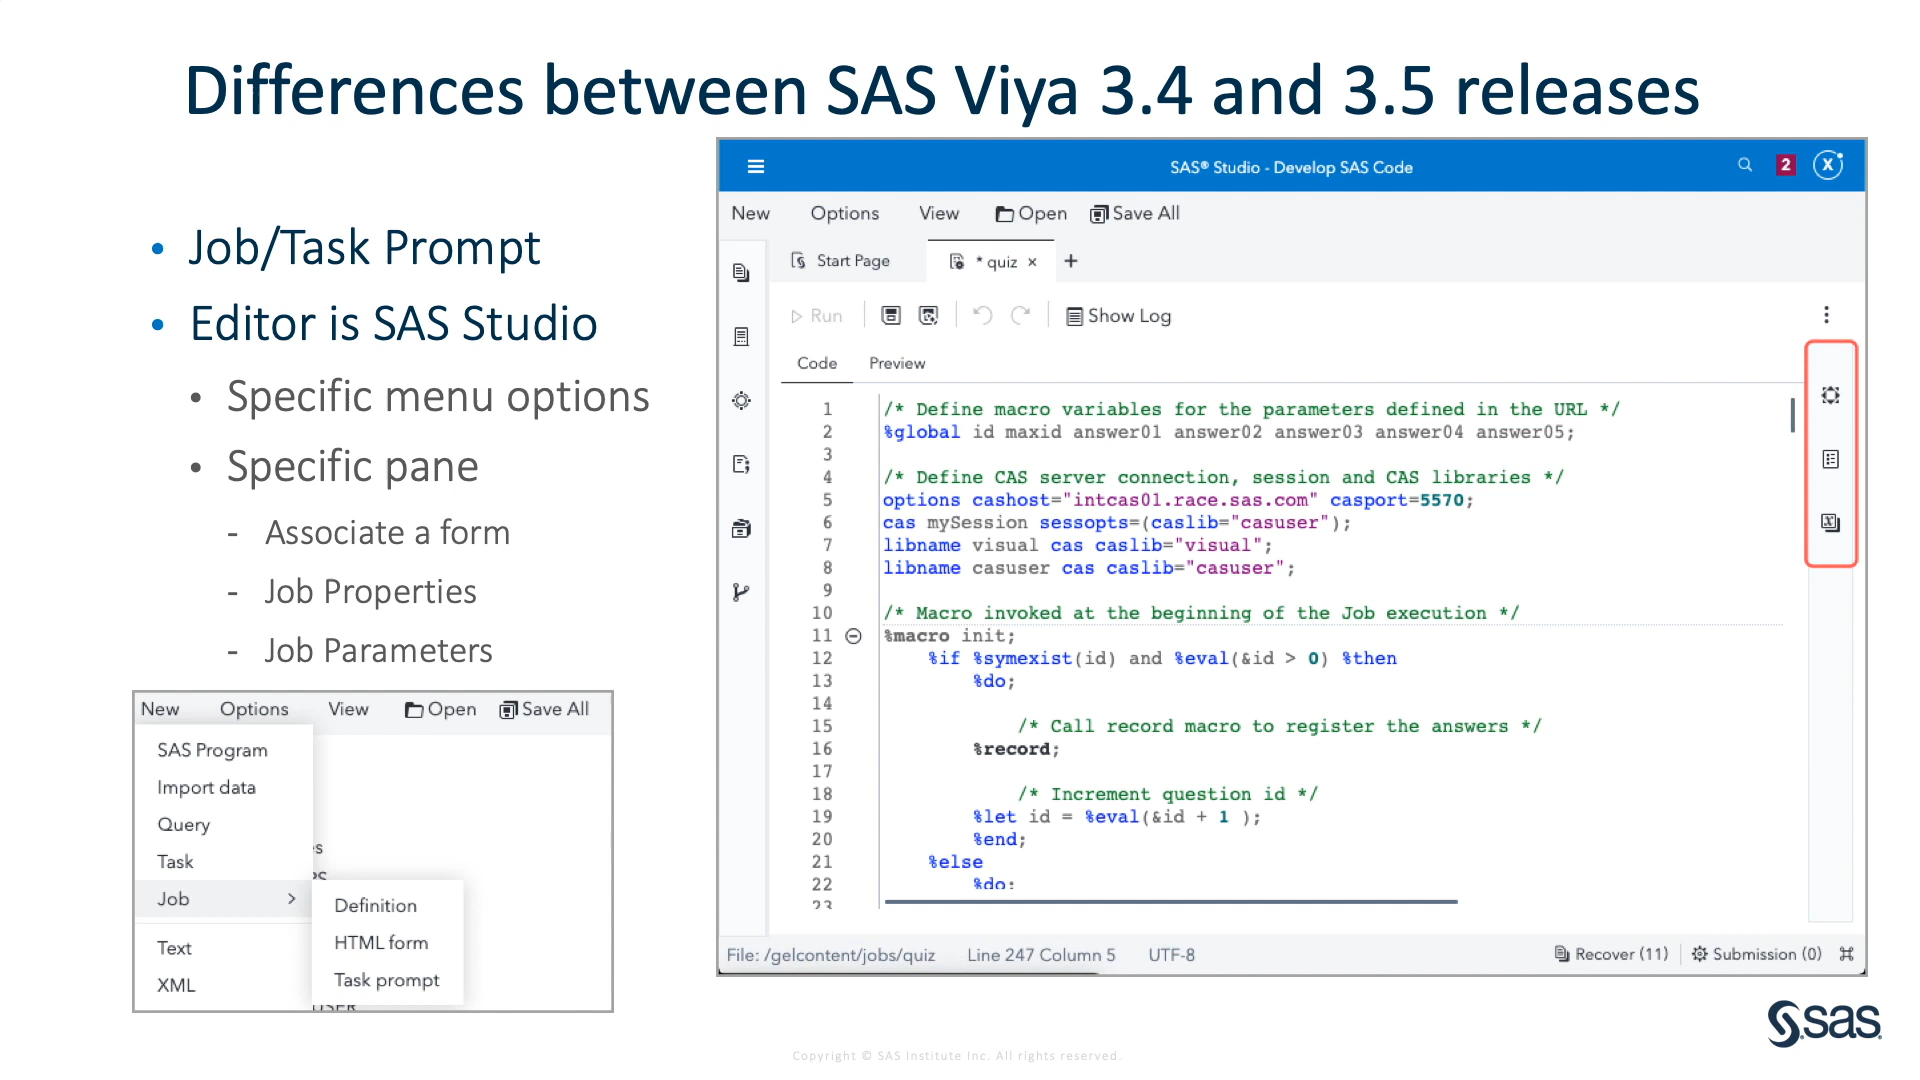 Differences between SAS Viya 3.4 and 3.5 releases
• Job/Task Prompt
• Editor is SAS Studio
• Specific menu options
• Specific pane
- Associate a form
- Job Properties
- Job Parameters
New Options View Open Save All
SAS Program
Import data
Query
Task
Job >
Text
XML
Definition
HTML form
Task prompt
SAS® Studio - Develop SAS Code
2
X
New Options View Open Save All
Start Page * quiz × +
Run Show Log
Code Preview
1 /* Define macro variables for the parameters defined in the URL */
2 %global id maxid answer01 answer02 answer03 answer04 answer05;
3
4 /* Define CAS server connection, session and CAS libraries */
5 options cashost="intcas01.race.sas.com" casport=5570;
6 cas mySession sessopts=(caslib="casuser");
7 libname visual cas caslib="visual";
8 libname casuser cas caslib="casuser";
9
10 /* Macro invoked at the beginning of the Job execution */
11 %macro init;
12 %if %symexist(id) and %eval(&id > 0) %then
13 %do;
14
15 /* Call record macro to register the answers */
16 %record;
17
18 /* Increment question id */
19 %let id = %eval(&id + 1 );
20 %end;
21 %else
22 %do;
23
File: /gelcontent/jobs/quiz Line 247 Column 5 UTF-8 Recover (11) Submission (0)
sas
Copyright © SAS Institute Inc. All rights reserved.